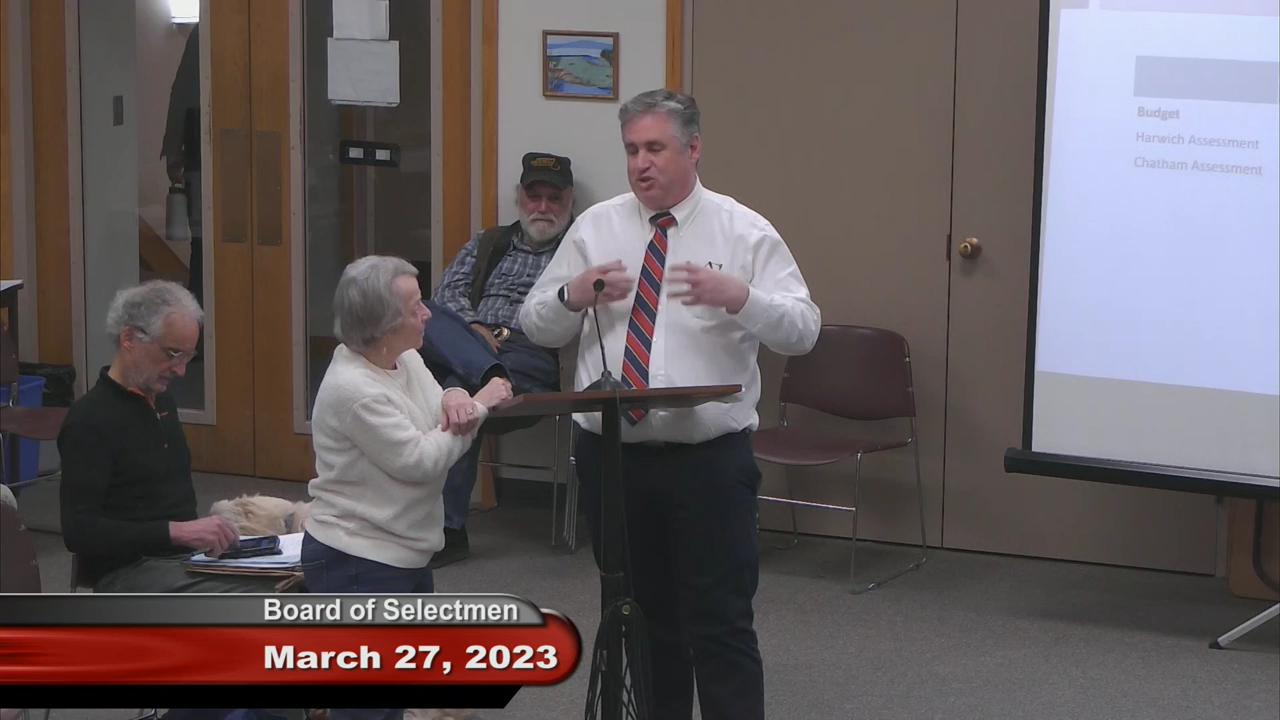 Budget
Harwich Assessment
Chatham Assessment
Board of Selectmen
March 27, 2023